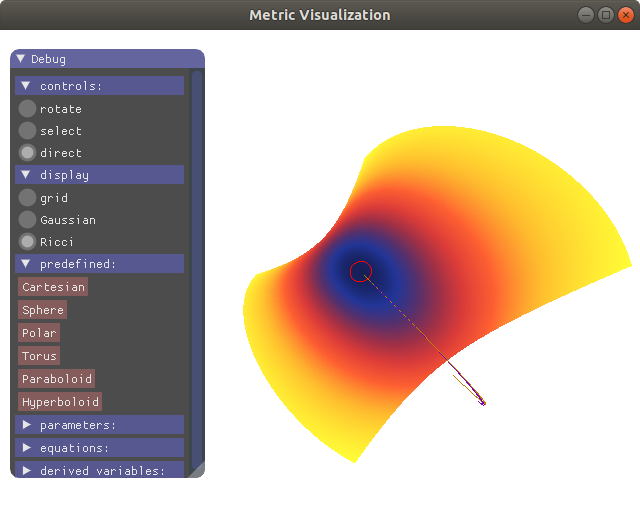 Metric Visualization
Debug
controls:
rotate
select
direct
display
grid
Gaussian
Ricci
predefined:
Cartesian
Sphere
Polar
Torus
Paraboloid
Hyperboloid
parameters:
equations:
derived variables: